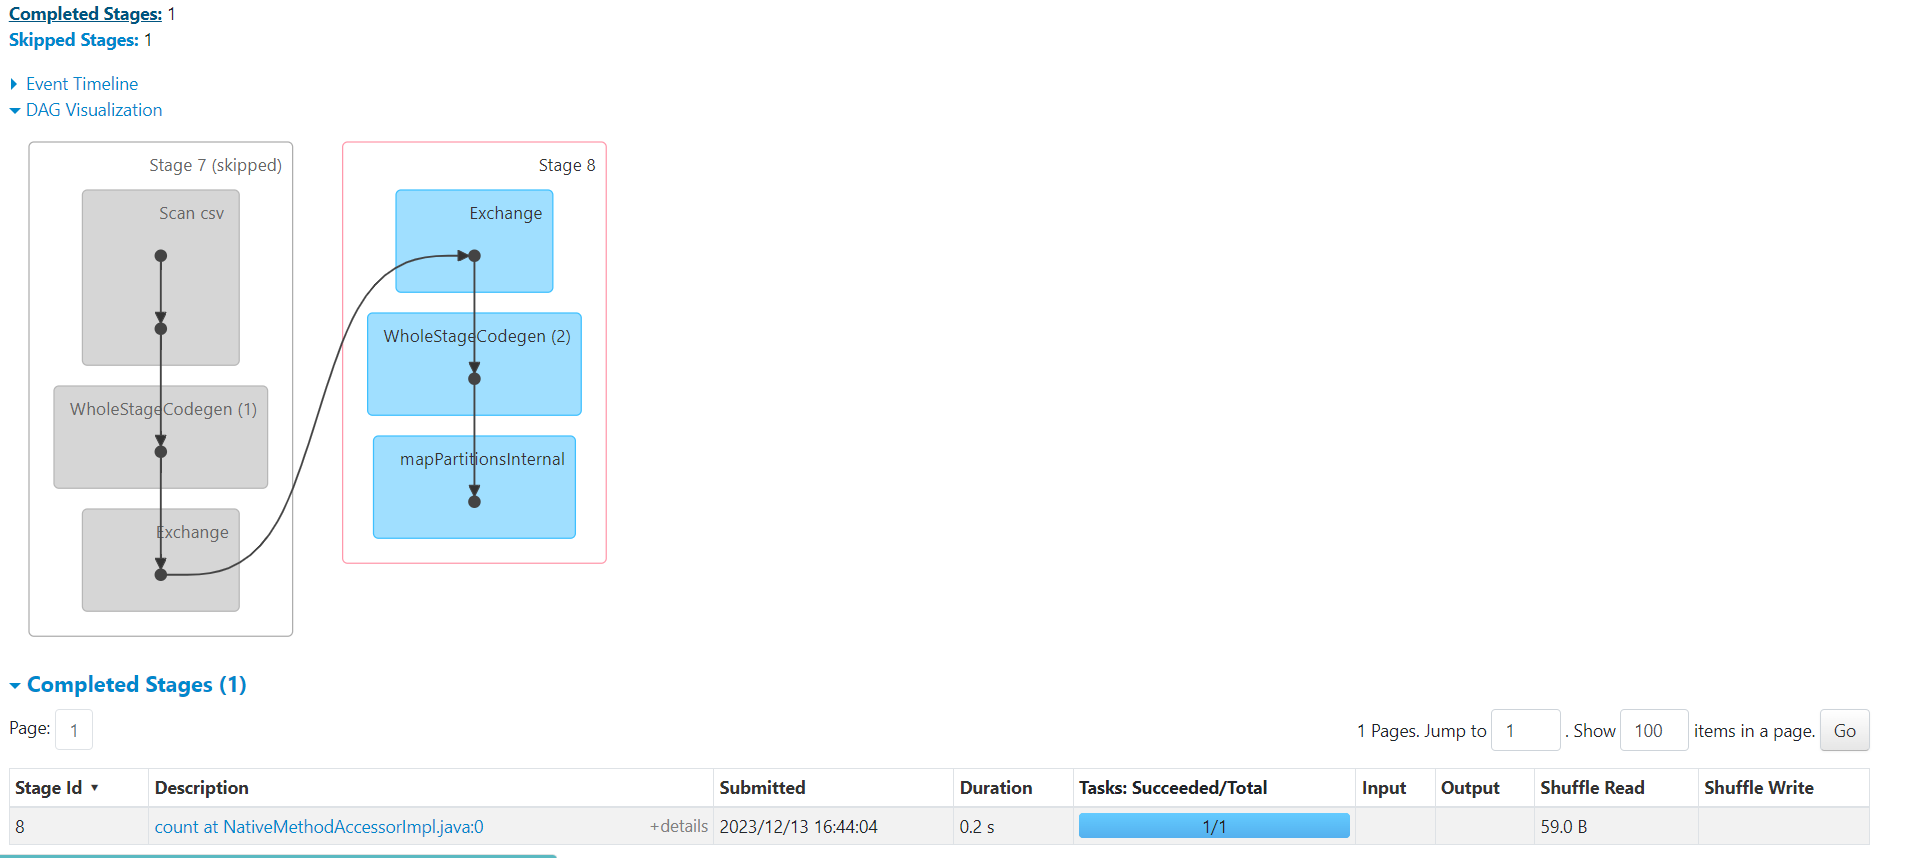 Completed Stages: 1
Skipped Stages: 1
Event Timeline
DAG Visualization
Stage 7 (skipped)
Scan csv
WholeStageCodegen (1)
Exchange
Stage 8
Exchange
WholeStageCodegen (2)
mapPartitionsInternal
Completed Stages (1)
Page: 1
1 Pages. Jump to 1 . Show 100 items in a page. Go
Stage Id Description Submitted Duration Tasks: Succeeded/Total Input Output Shuffle Read Shuffle Write
8 count at NativeMethodAccessorImpl.java:0 +details 2023/12/13 16:44:04 0.2 s 1/1 59.0 B